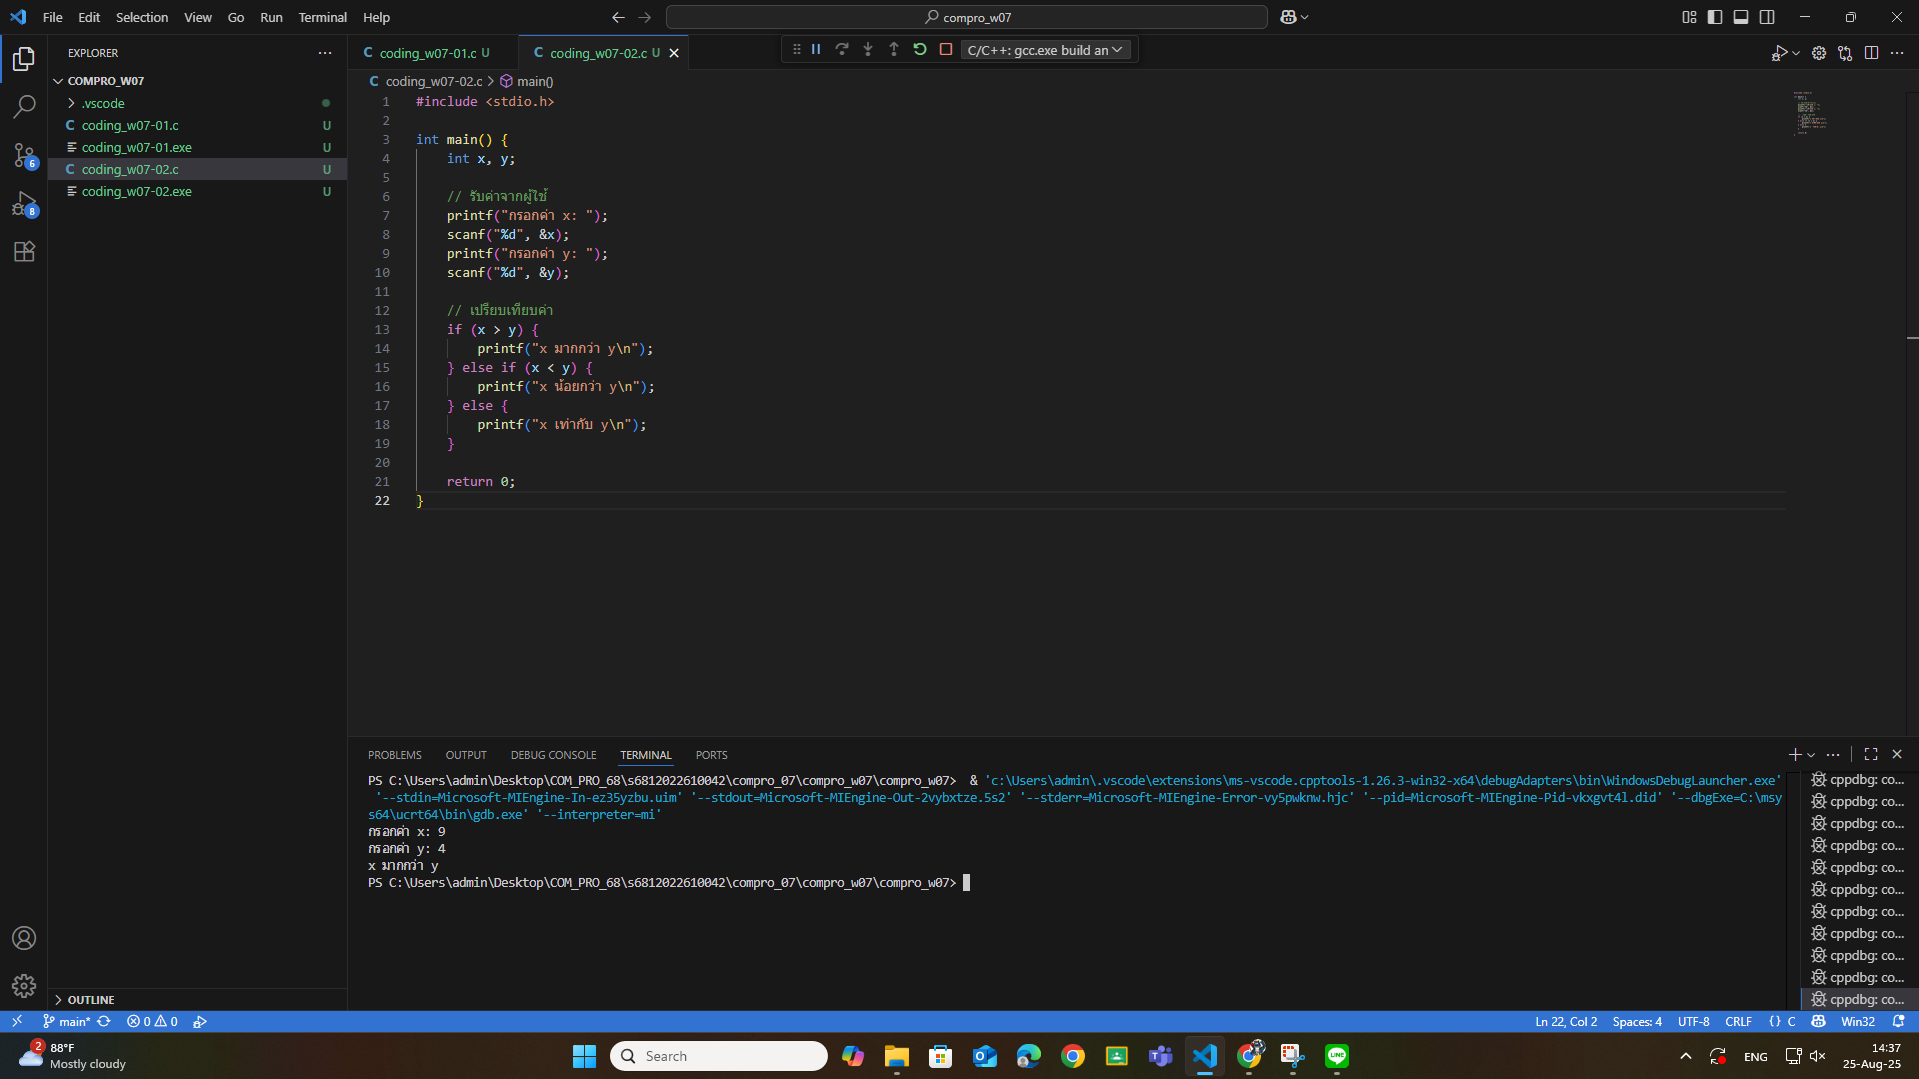 File Edit Selection View Go Run Terminal Help
compro_w07
EXPLORER
COMPRO_W07
.vscode
coding_w07-01.c U
coding_w07-01.exe U
coding_w07-02.c U
coding_w07-02.exe U
6
8
OUTLINE
coding_w07-01.c U
coding_w07-02.c U
C/C++: gcc.exe build an
coding_w07-02.c > main()
1 #include <stdio.h>
2
3 int main() {
4 int x, y;
5
6 // รับค่าจากผู้ใช้
7 printf("กรอกค่า x: ");
8 scanf("%d", &x);
9 printf("กรอกค่า y: ");
10 scanf("%d", &y);
11
12 // เปรียบเทียบค่า
13 if (x > y) {
14 printf("x มากกว่า y\n");
15 } else if (x < y) {
16 printf("x น้อยกว่า y\n");
17 } else {
18 printf("x เท่ากับ y\n");
19 }
20
21 return 0;
22 }
PROBLEMS OUTPUT DEBUG CONSOLE TERMINAL PORTS
PS C:\Users\admin\Desktop\COM_PRO_68\s6812022610042\compro_07\compro_w07\compro_w07> & 'c:\Users\admin\.vscode\extensions\ms-vscode.cpptools-1.26.3-win32-x64\debugAdapters\bin\WindowsDebugLauncher.exe'
'--stdin=Microsoft-MIEngine-In-ez35yzbu.uim' '--stdout=Microsoft-MIEngine-Out-2vybxtze.5s2' '--stderr=Microsoft-MIEngine-Error-vy5pwknw.hjc' '--pid=Microsoft-MIEngine-Pid-vkxgvt4l.did' '--dbgExe=C:\msy
s64\ucrt64\bin\gdb.exe' '--interpreter=mi'
กรอกค่า x: 9
กรอกค่า y: 4
x มากกว่า y
PS C:\Users\admin\Desktop\COM_PRO_68\s6812022610042\compro_07\compro_w07\compro_w07>
cppdbg: co...
cppdbg: co...
cppdbg: co...
cppdbg: co...
cppdbg: co...
cppdbg: co...
cppdbg: co...
cppdbg: co...
cppdbg: co...
cppdbg: co...
cppdbg: co...
main* 0 0 Ln 22, Col 2 Spaces: 4 UTF-8 CRLF {} C Win32
2
88°F
Mostly cloudy
Search
LINE
ENG
14:37
25-Aug-25